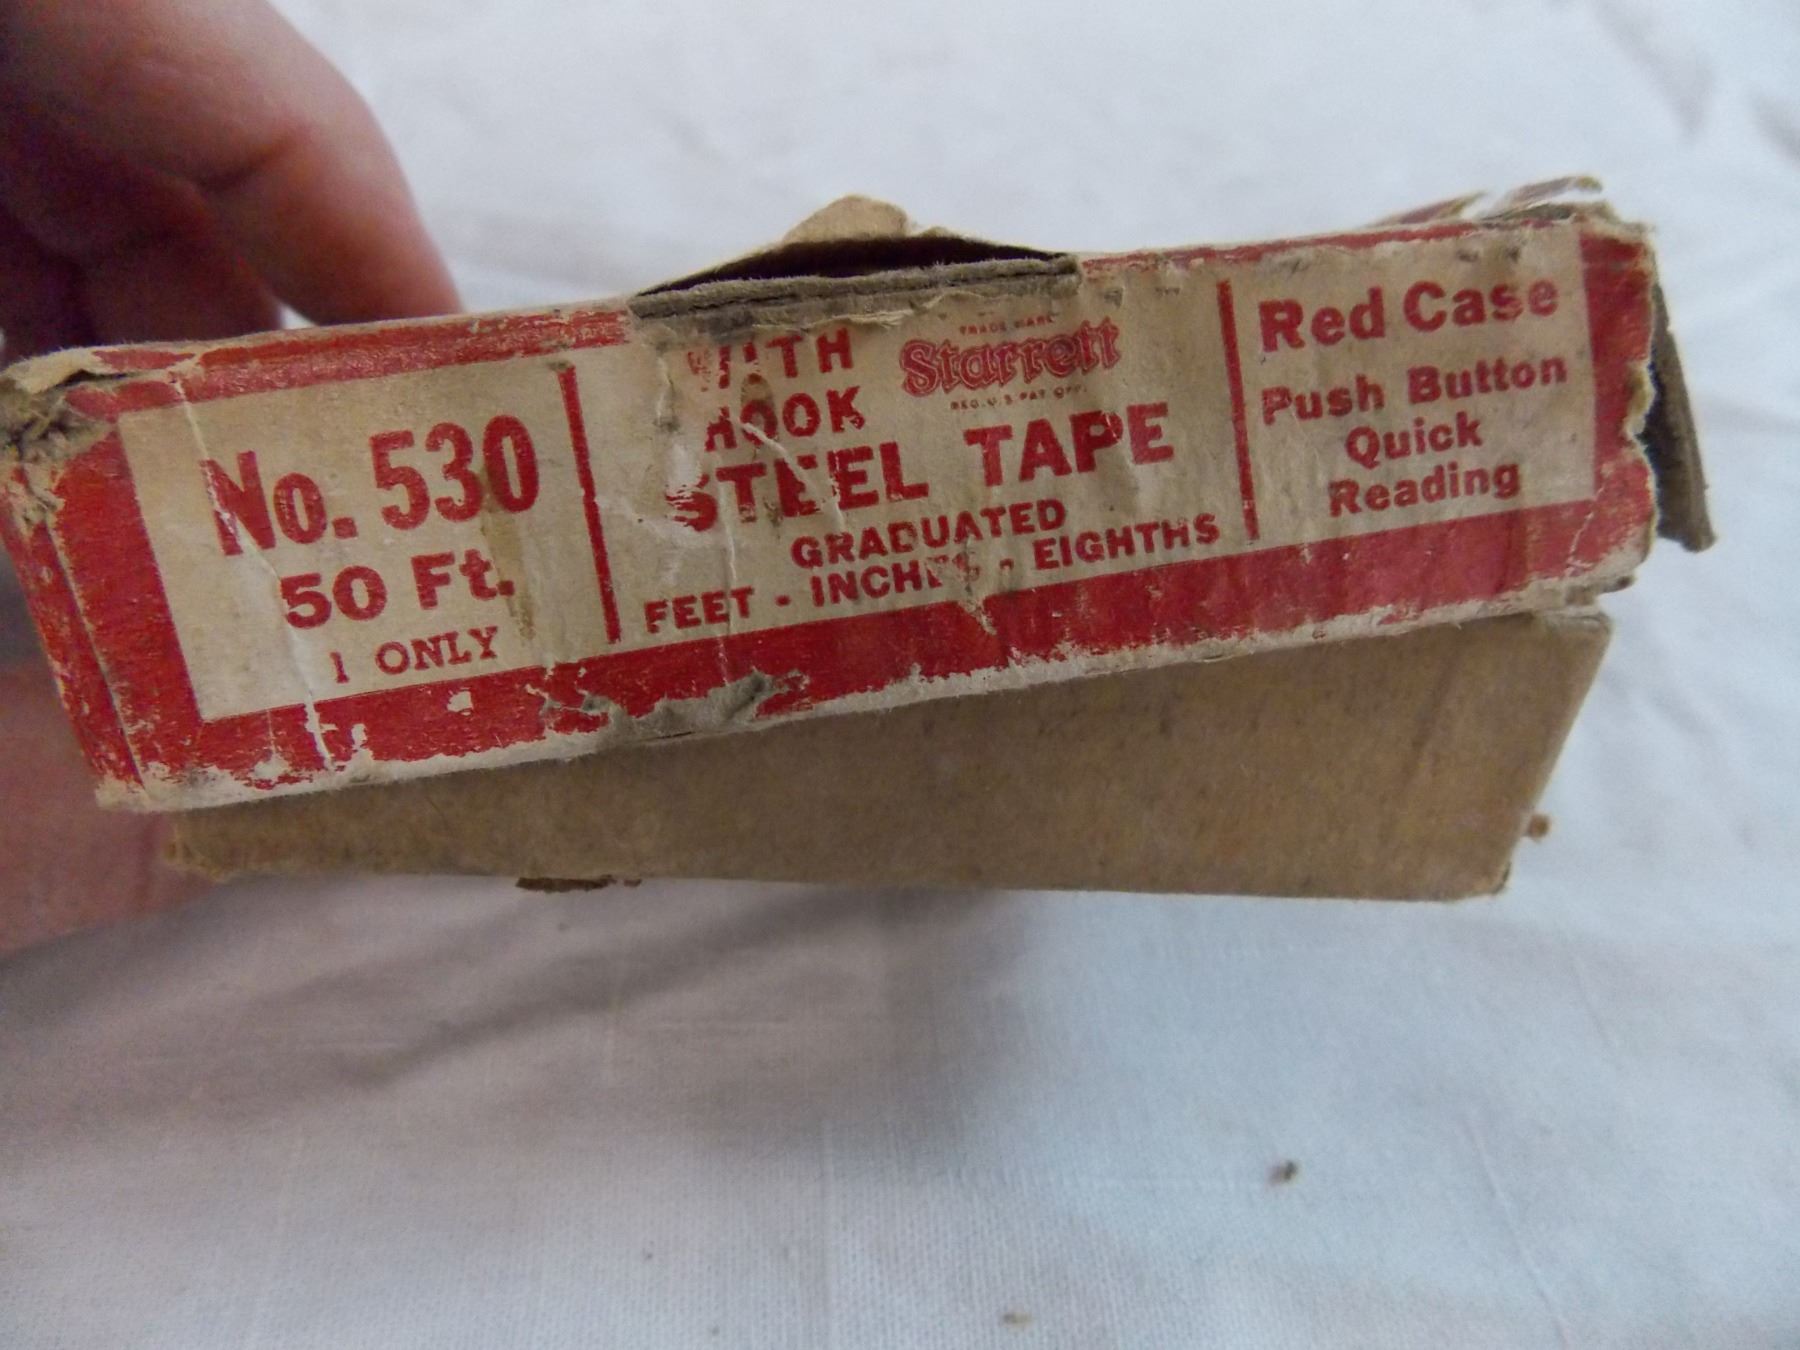 No. 530
50 Ft.
1 ONLY
WITH
HOOK
TRADE MARK
Starrett
REG. U.S. PAT. OFF.
STEEL TAPE
GRADUATED
FEET - INCHES - EIGHTHS
Red Case
Push Button
Quick
Reading